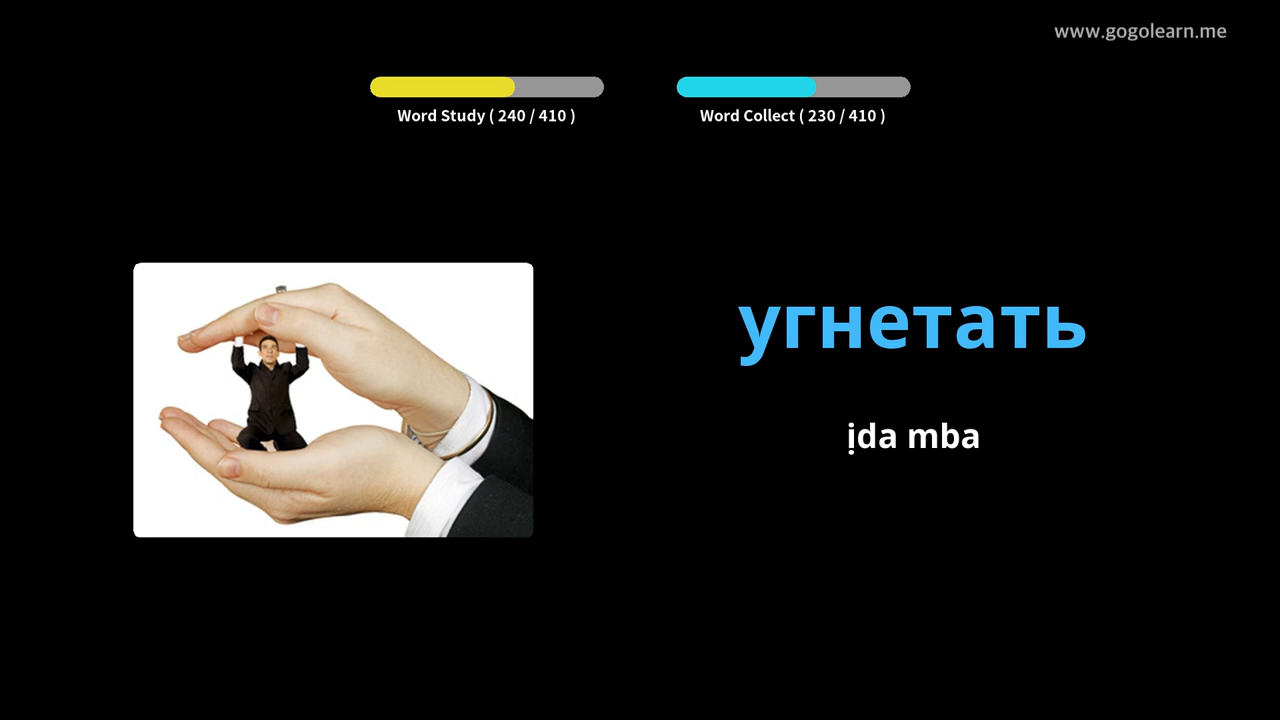 www.gogolearn.me
Word Study ( 240 / 410 )
Word Collect ( 230 / 410 )
угнетать
ịda mba